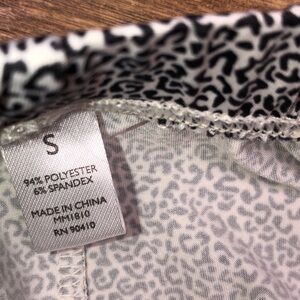 S
94% POLYESTER
6% SPANDEX
MADE IN CHINA
MM1810
RN 90410